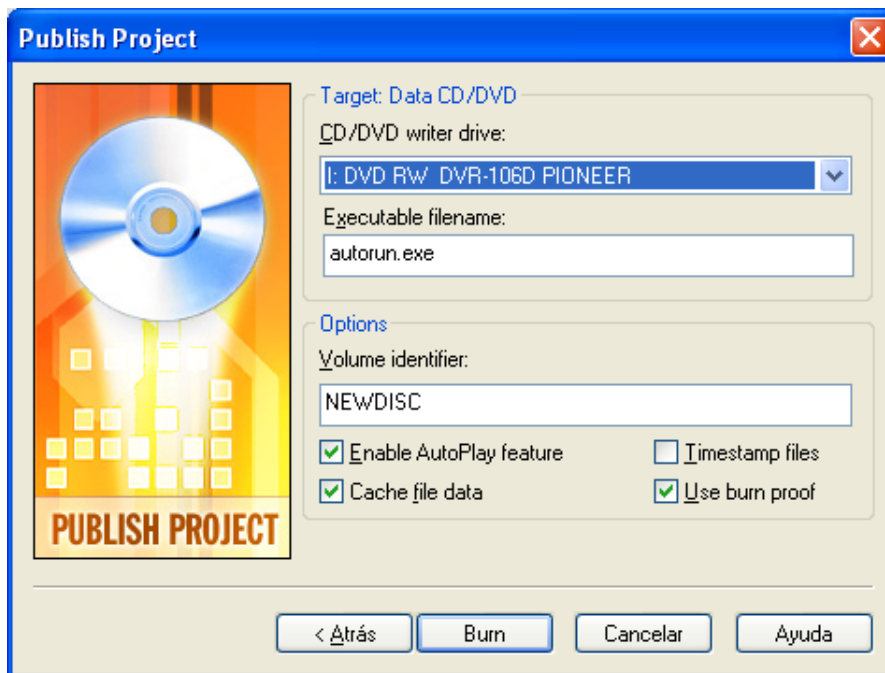 Publish Project
Target: Data CD/DVD
CD/DVD writer drive:
I: DVD RW DVR-106D PIONEER
Executable filename:
autorun.exe
Options
Volume identifier:
NEWDISC
Enable AutoPlay feature
Timestamp files
Cache file data
Use burn proof
PUBLISH PROJECT
< Atrás
Burn
Cancelar
Ayuda